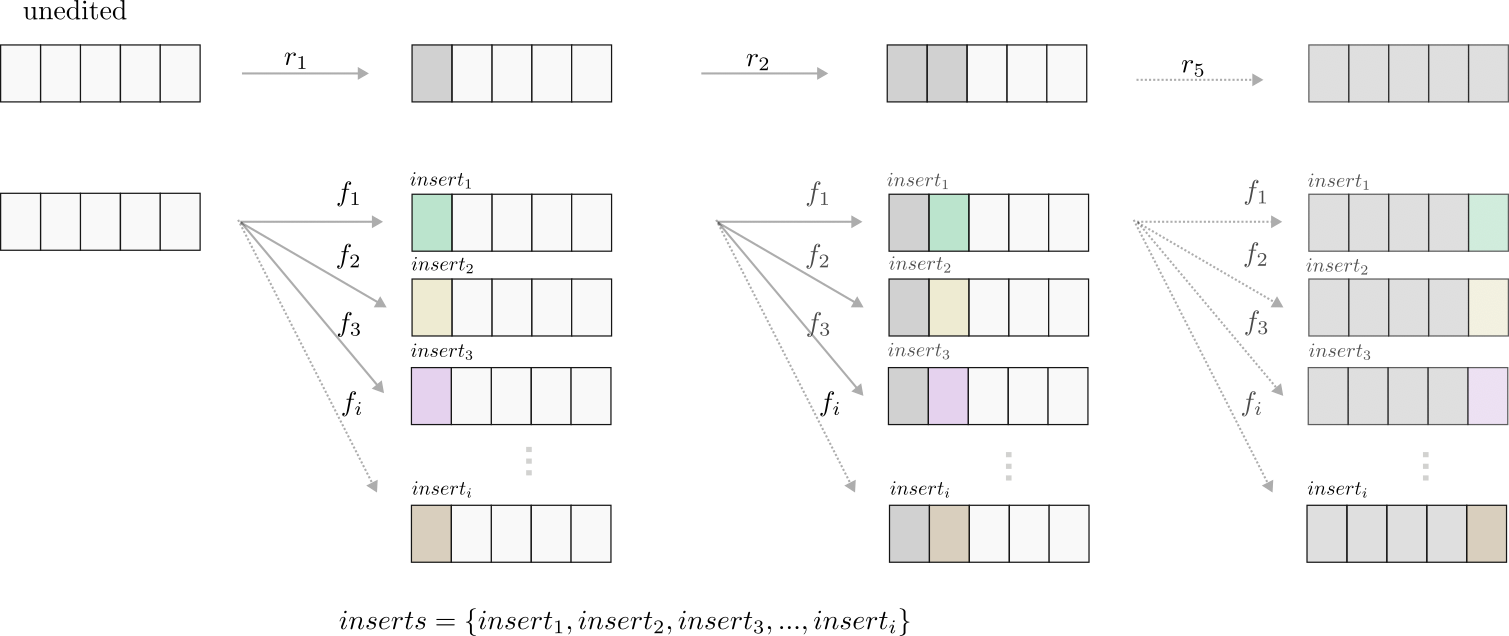 unedited
r₁ r₂ r₅
insert₁ insert₁ insert₁
f₁ f₁ f₁
f₂ f₂ f₂
insert₂ insert₂ insert₂
f₃ f₃ f₃
insert₃ insert₃ insert₃
fᵢ fᵢ fᵢ
insertᵢ insertᵢ insertᵢ
inserts = {insert₁, insert₂, insert₃, ..., insertᵢ}